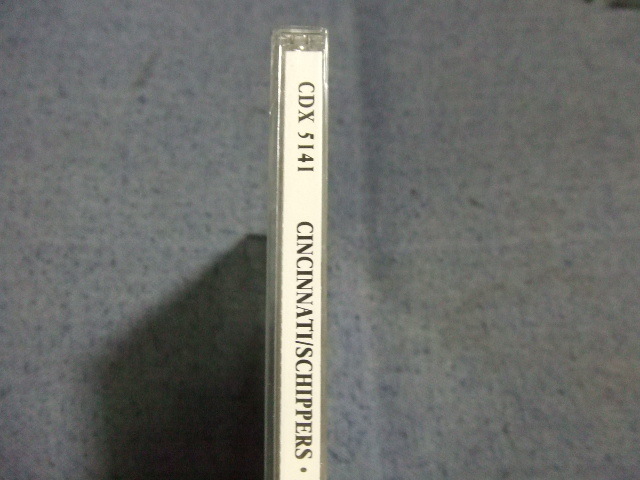 CDX 5141 CINCINNATI/SCHIPPERS •